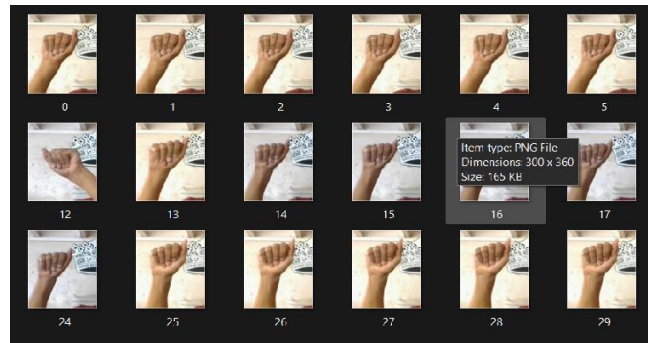 0 1 2 3 4 5
Item type: PNG File
Dimensions: 300 x 360
Size: 165 KB
12 13 14 15 16 17
24 25 26 27 28 29